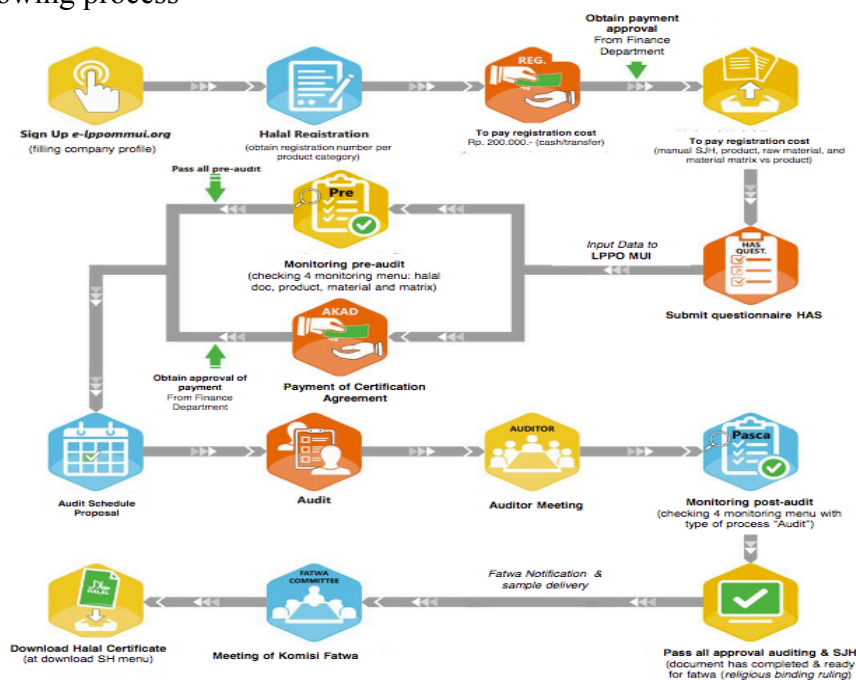 owing process
Obtain payment
approval
From Finance
Department
REG.
Sign Up e-lppommui.org
(filling company profile)
Halal Registration
(obtain registration number per
product category)
To pay registration cost
Rp. 200.000.- (cash/transfer)
To pay registration cost
(manual SJH, product, raw material, and
material matrix vs product)
Pass all pre-audit
Pre
Monitoring pre-audit
(checking 4 monitoring menu: halal
doc, product, material and matrix)
Input Data to
LPPO MUI
HAS
QUEST.
Submit questionnaire HAS
AKAD
Payment of Certification
Agreement
Obtain approval of
payment
From Finance
Department
Audit Schedule
Proposal
Audit
AUDITOR
Auditor Meeting
Pasca
Monitoring post-audit
(checking 4 monitoring menu with
type of process "Audit")
Fatwa Notification &
sample delivery
HALAL
Download Halal Certificate
(at download SH menu)
FATWA
COMMITTEE
Meeting of Komisi Fatwa
Pass all approval auditing & SJH
(document has completed & ready
for fatwa (religious binding ruling)